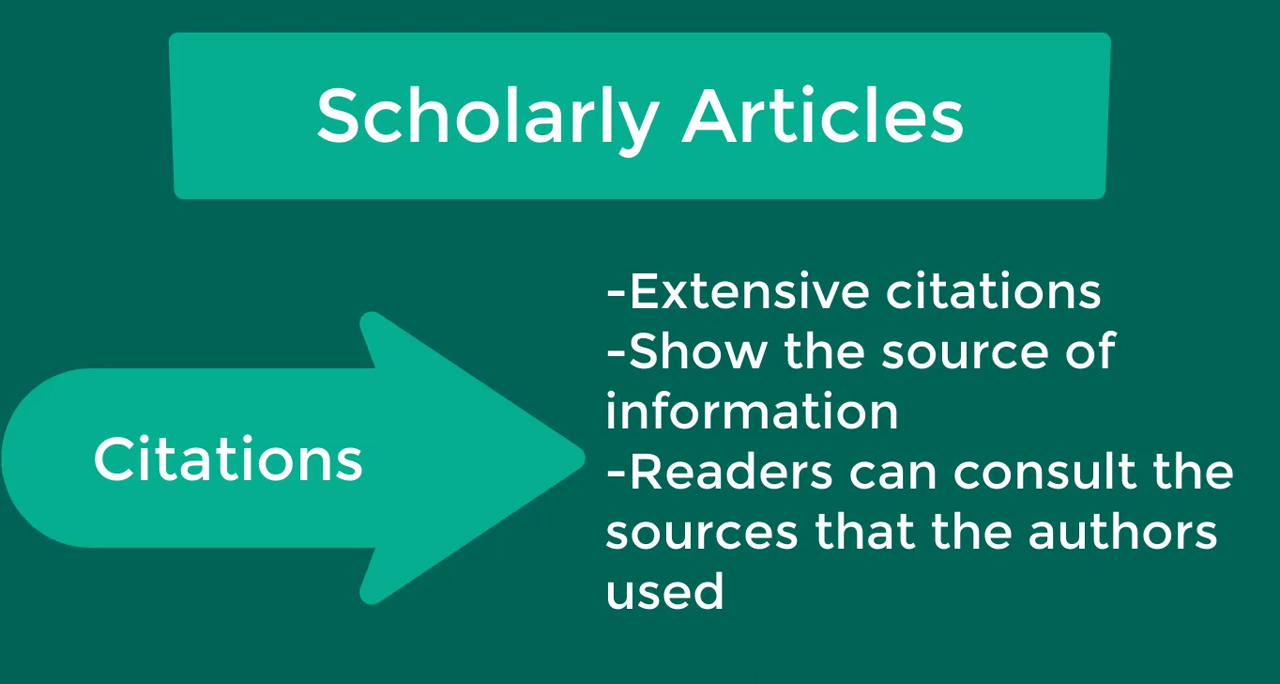 Scholarly Articles
Citations
-Extensive citations
-Show the source of
information
-Readers can consult the
sources that the authors
used